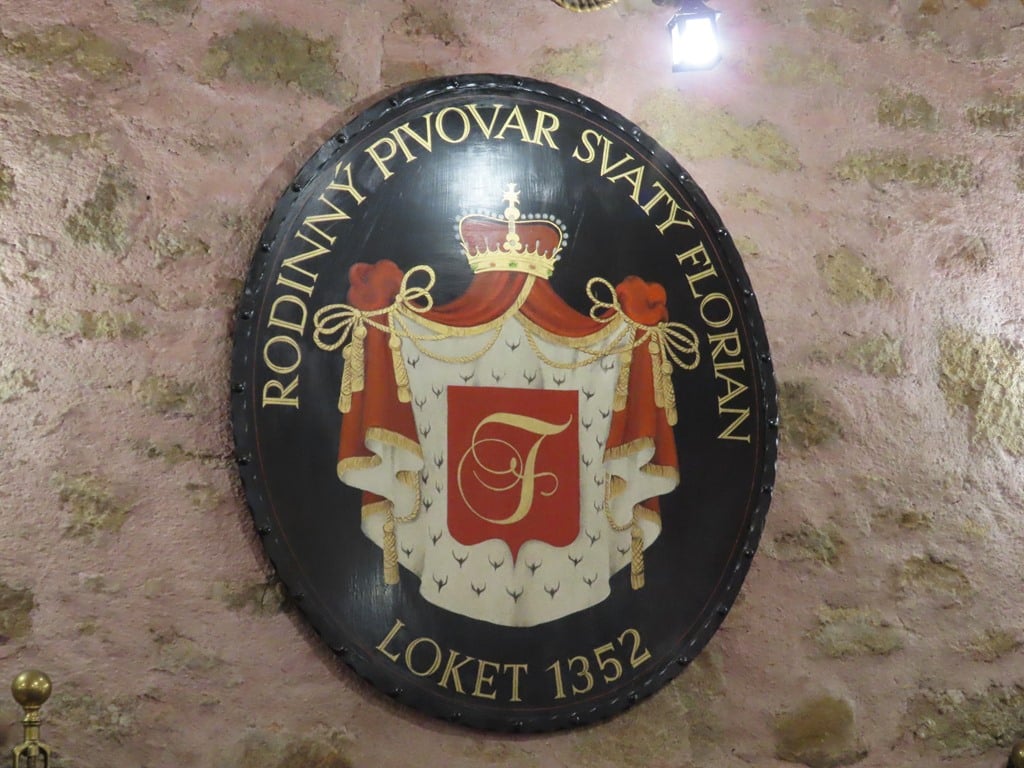 RODINNÝ PIVOVAR SVATÝ FLORIAN
F
LOKET 1352